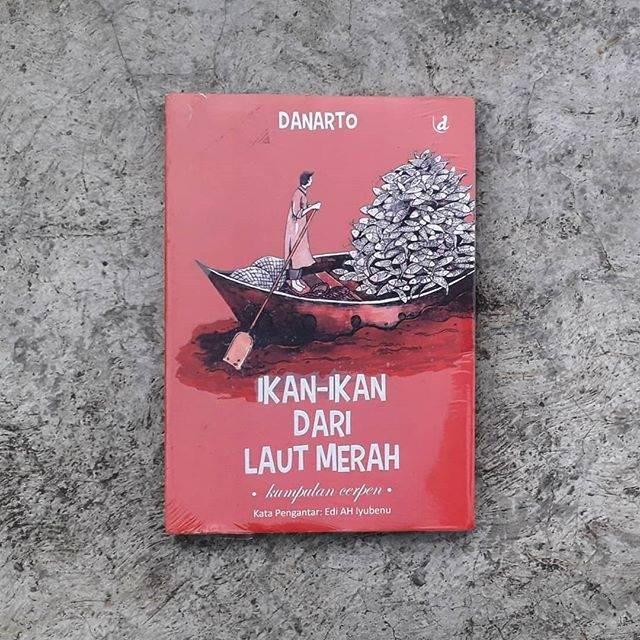 DANARTO
d
IKAN-IKAN
DARI
LAUT MERAH
• kumpulan cerpen •
Kata Pengantar: Edi AH Iyubenu